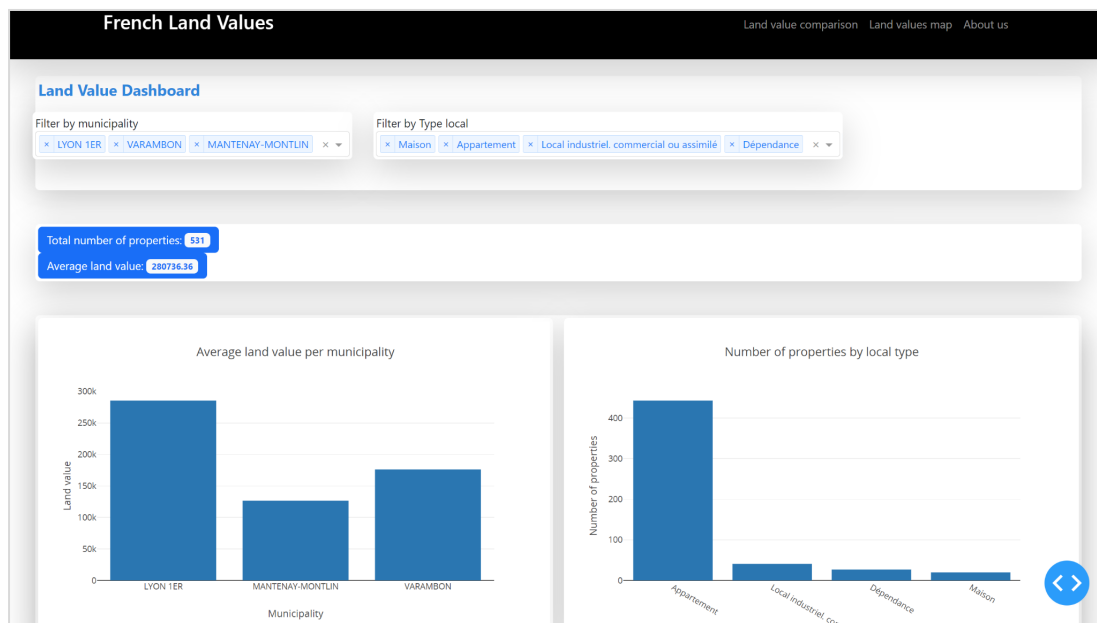 French Land Values
Land value comparison Land values map About us
Land Value Dashboard
Filter by municipality
× LYON 1ER × VARAMBON × MANTENAY-MONTLIN ×
Filter by Type local
× Maison × Appartement × Local industriel. commercial ou assimilé × Dépendance ×
Total number of properties: 531
Average land value: 280736.36
Average land value per municipality
300k
250k
200k
150k
100k
50k
0
Land value
LYON 1ER MANTENAY-MONTLIN VARAMBON
Municipality
Number of properties by local type
400
300
200
100
0
Number of properties
Appartement
Local industriel.
Dépendance
Maison